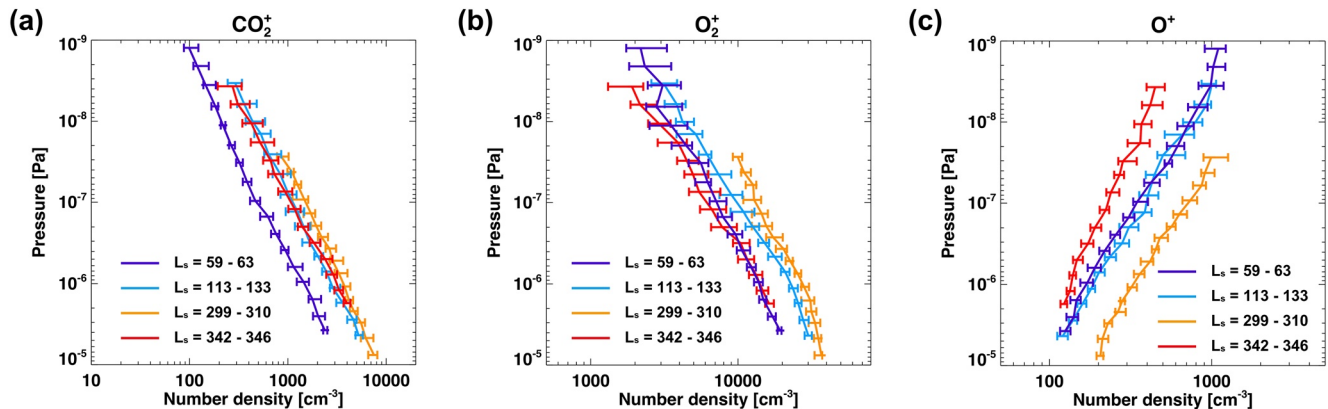 (a)
CO₂⁺
10⁻⁹
10⁻⁸
10⁻⁷
10⁻⁶
10⁻⁵
Pressure [Pa]
Lₛ = 59 - 63
Lₛ = 113 - 133
Lₛ = 299 - 310
Lₛ = 342 - 346
10 100 1000 10000
Number density [cm⁻³]
(b)
O₂⁺
10⁻⁹
10⁻⁸
10⁻⁷
10⁻⁶
10⁻⁵
Pressure [Pa]
Lₛ = 59 - 63
Lₛ = 113 - 133
Lₛ = 299 - 310
Lₛ = 342 - 346
1000 10000
Number density [cm⁻³]
(c)
O⁺
10⁻⁹
10⁻⁸
10⁻⁷
10⁻⁶
10⁻⁵
Pressure [Pa]
Lₛ = 59 - 63
Lₛ = 113 - 133
Lₛ = 299 - 310
Lₛ = 342 - 346
100 1000
Number density [cm⁻³]